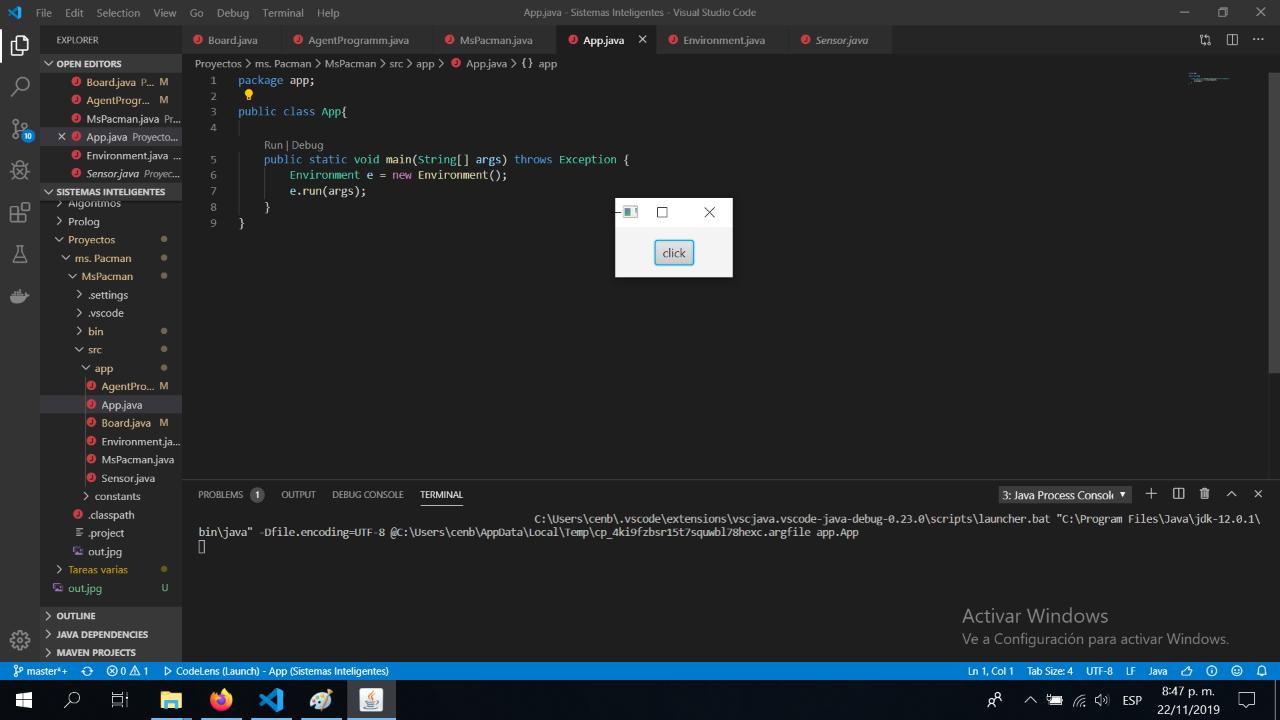 File Edit Selection View Go Debug Terminal Help
App.java - Sistemas Inteligentes - Visual Studio Code
EXPLORER
OPEN EDITORS
Board.java P... M
AgentProgr... M
MsPacman.java Pr...
App.java Proyecto...
Environment.java ...
Sensor.java Proyec...
SISTEMAS INTELIGENTES
Algoritmos
Prolog
Proyectos
ms. Pacman
MsPacman
.settings
.vscode
bin
src
app
AgentPro... M
App.java
Board.java M
Environment.ja...
MsPacman.java
Sensor.java
constants
.classpath
.project
out.jpg
Tareas varias
out.jpg U
OUTLINE
JAVA DEPENDENCIES
MAVEN PROJECTS
10
Board.java AgentProgramm.java MsPacman.java App.java Environment.java Sensor.java
Proyectos > ms. Pacman > MsPacman > src > app > App.java > {} app
1 package app;
2
3 public class App{
4
Run | Debug
5 public static void main(String[] args) throws Exception {
6 Environment e = new Environment();
7 e.run(args);
8 }
9 }
click
PROBLEMS 1 OUTPUT DEBUG CONSOLE TERMINAL
3: Java Process Consol
C:\Users\cenb\.vscode\extensions\vscjava.vscode-java-debug-0.23.0\scripts\launcher.bat "C:\Program Files\Java\jdk-12.0.1\
bin\java" -Dfile.encoding=UTF-8 @C:\Users\cenb\AppData\Local\Temp\cp_4ki9fzbsr15t7squwbl78hexc.argfile app.App
Activar Windows
Ve a Configuración para activar Windows.
master*+ 0 1 CodeLens (Launch) - App (Sistemas Inteligentes)
Ln 1, Col 1 Tab Size: 4 UTF-8 LF Java
ESP
8:47 p. m.
22/11/2019